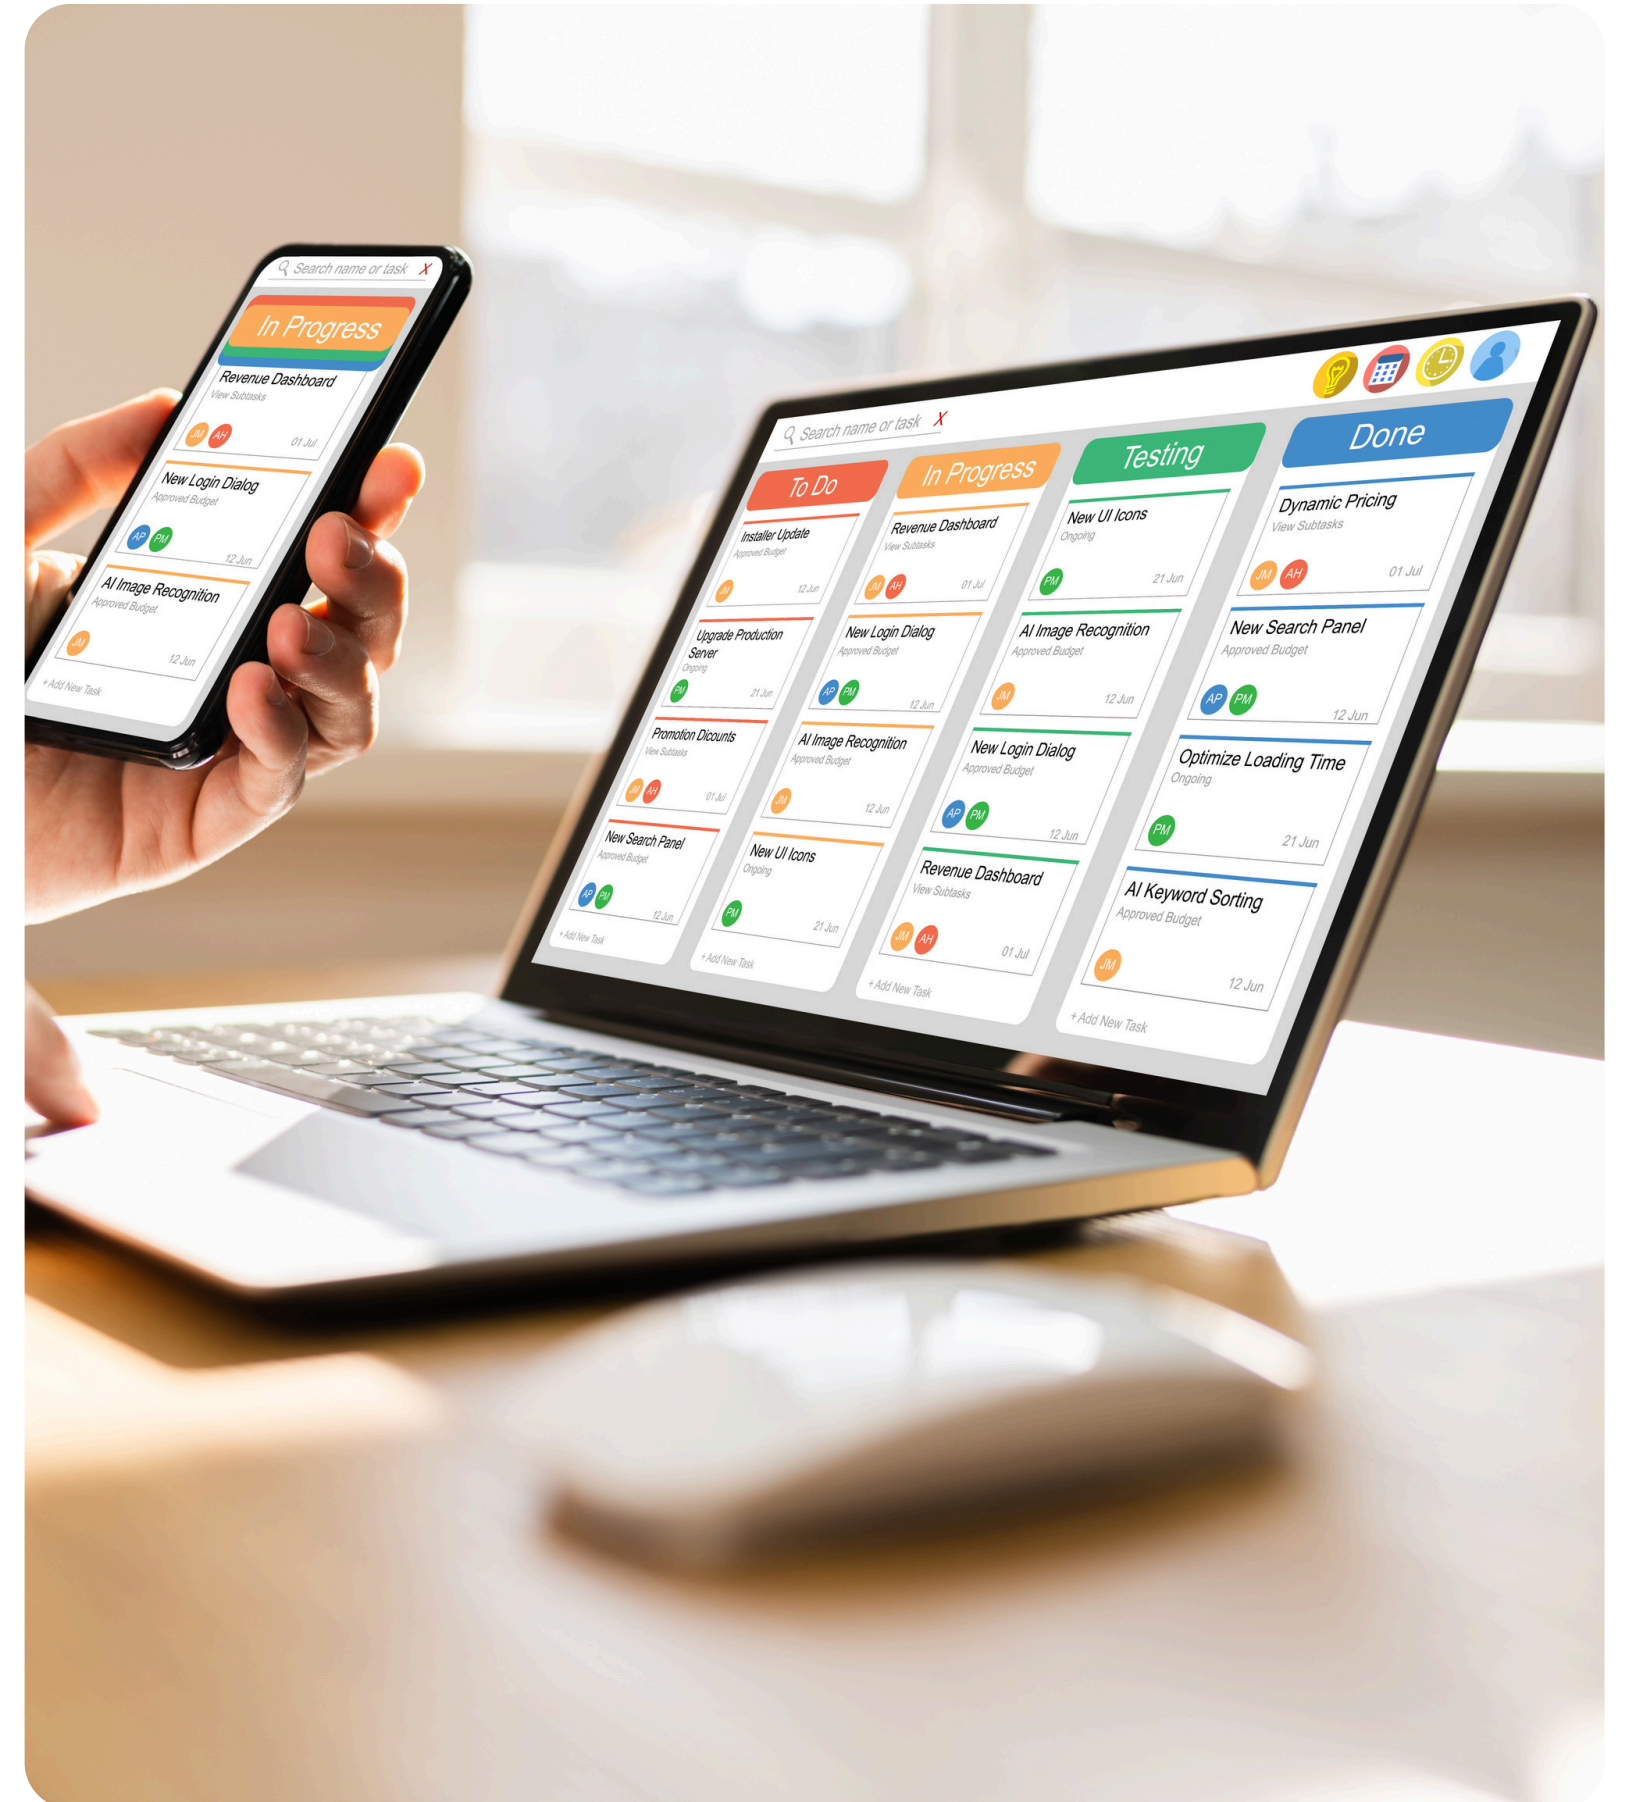 Search name or task X
In Progress
Revenue Dashboard
View Subtasks
JM AH 01 Jul
New Login Dialog
Approved Budget
AP PM 12 Jun
AI Image Recognition
Approved Budget
JM 12 Jun
+ Add New Task
Search name or task X
To Do
Installer Update
Approved Budget
JM 12 Jun
Upgrade Production
Server
Ongoing
PM 21 Jun
Promotion Dicounts
View Subtasks
JM AH 01 Jul
New Search Panel
Approved Budget
AP PM 12 Jun
+ Add New Task
In Progress
Revenue Dashboard
View Subtasks
JM AH 01 Jul
New Login Dialog
Approved Budget
AP PM 12 Jun
AI Image Recognition
Approved Budget
JM 12 Jun
New UI Icons
Ongoing
PM 21 Jun
+ Add New Task
Testing
New UI Icons
Ongoing
PM 21 Jun
AI Image Recognition
Approved Budget
JM 12 Jun
New Login Dialog
Approved Budget
AP PM 12 Jun
Revenue Dashboard
View Subtasks
JM AH 01 Jul
+ Add New Task
Done
Dynamic Pricing
View Subtasks
JM AH 01 Jul
New Search Panel
Approved Budget
AP PM 12 Jun
Optimize Loading Time
Ongoing
PM 21 Jun
AI Keyword Sorting
Approved Budget
JM 12 Jun
+ Add New Task